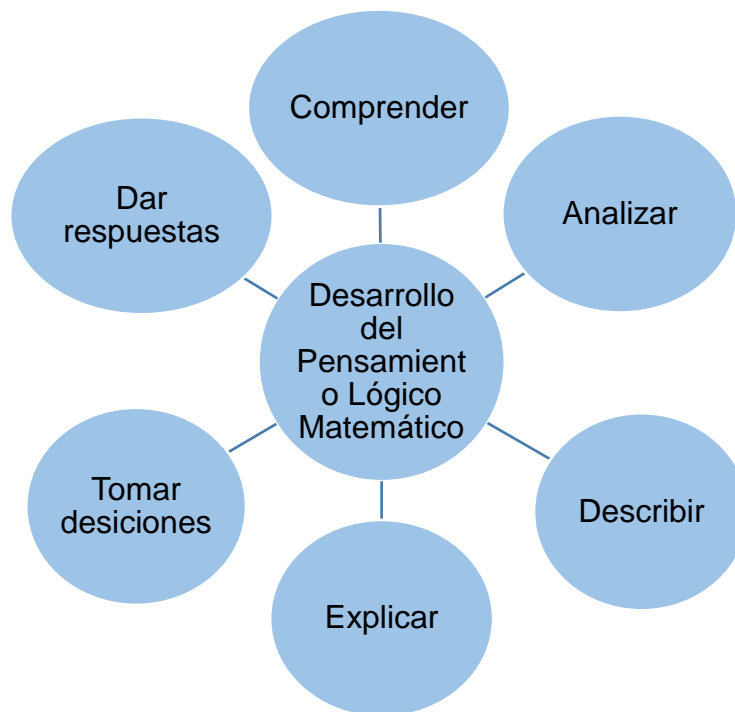 Comprender
Analizar
Describir
Explicar
Tomar
desiciones
Dar
respuestas
Desarrollo
del
Pensamient
o Lógico
Matemático